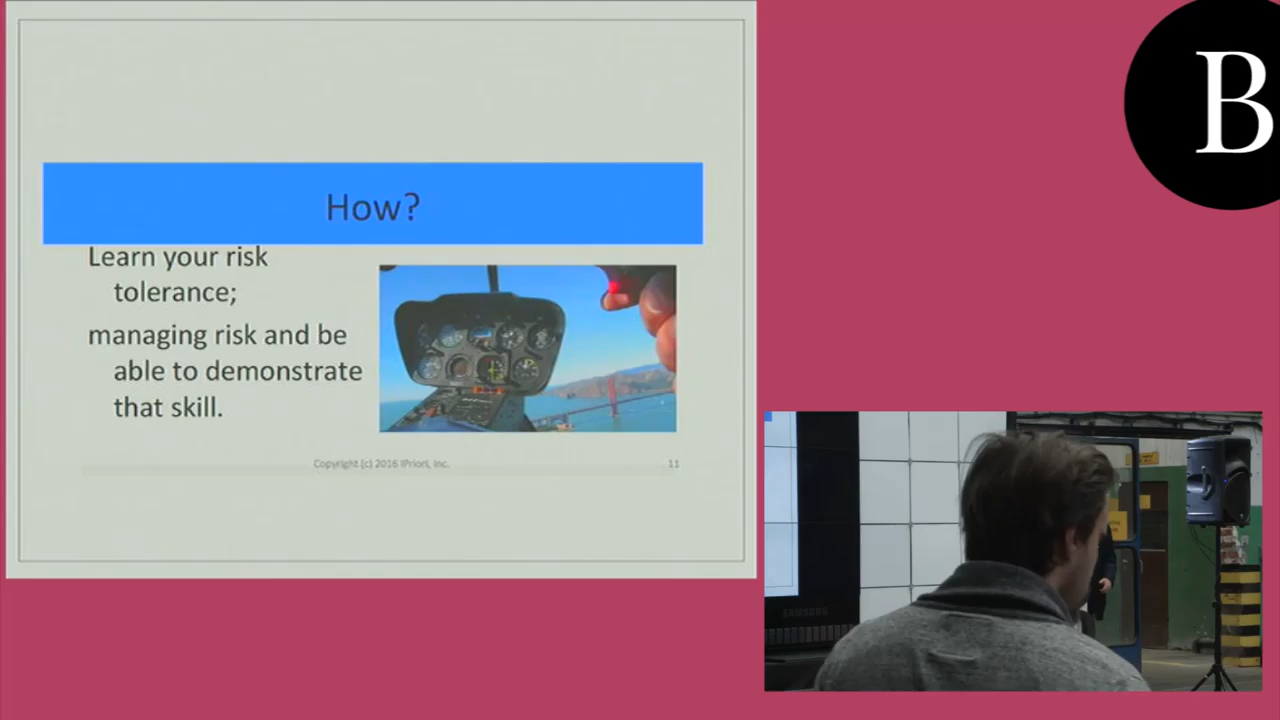 How?
Learn your risk
tolerance;
managing risk and be
able to demonstrate
that skill.
Copyright (c) 2016 IPriori, Inc.
11
B
SAMSUNG